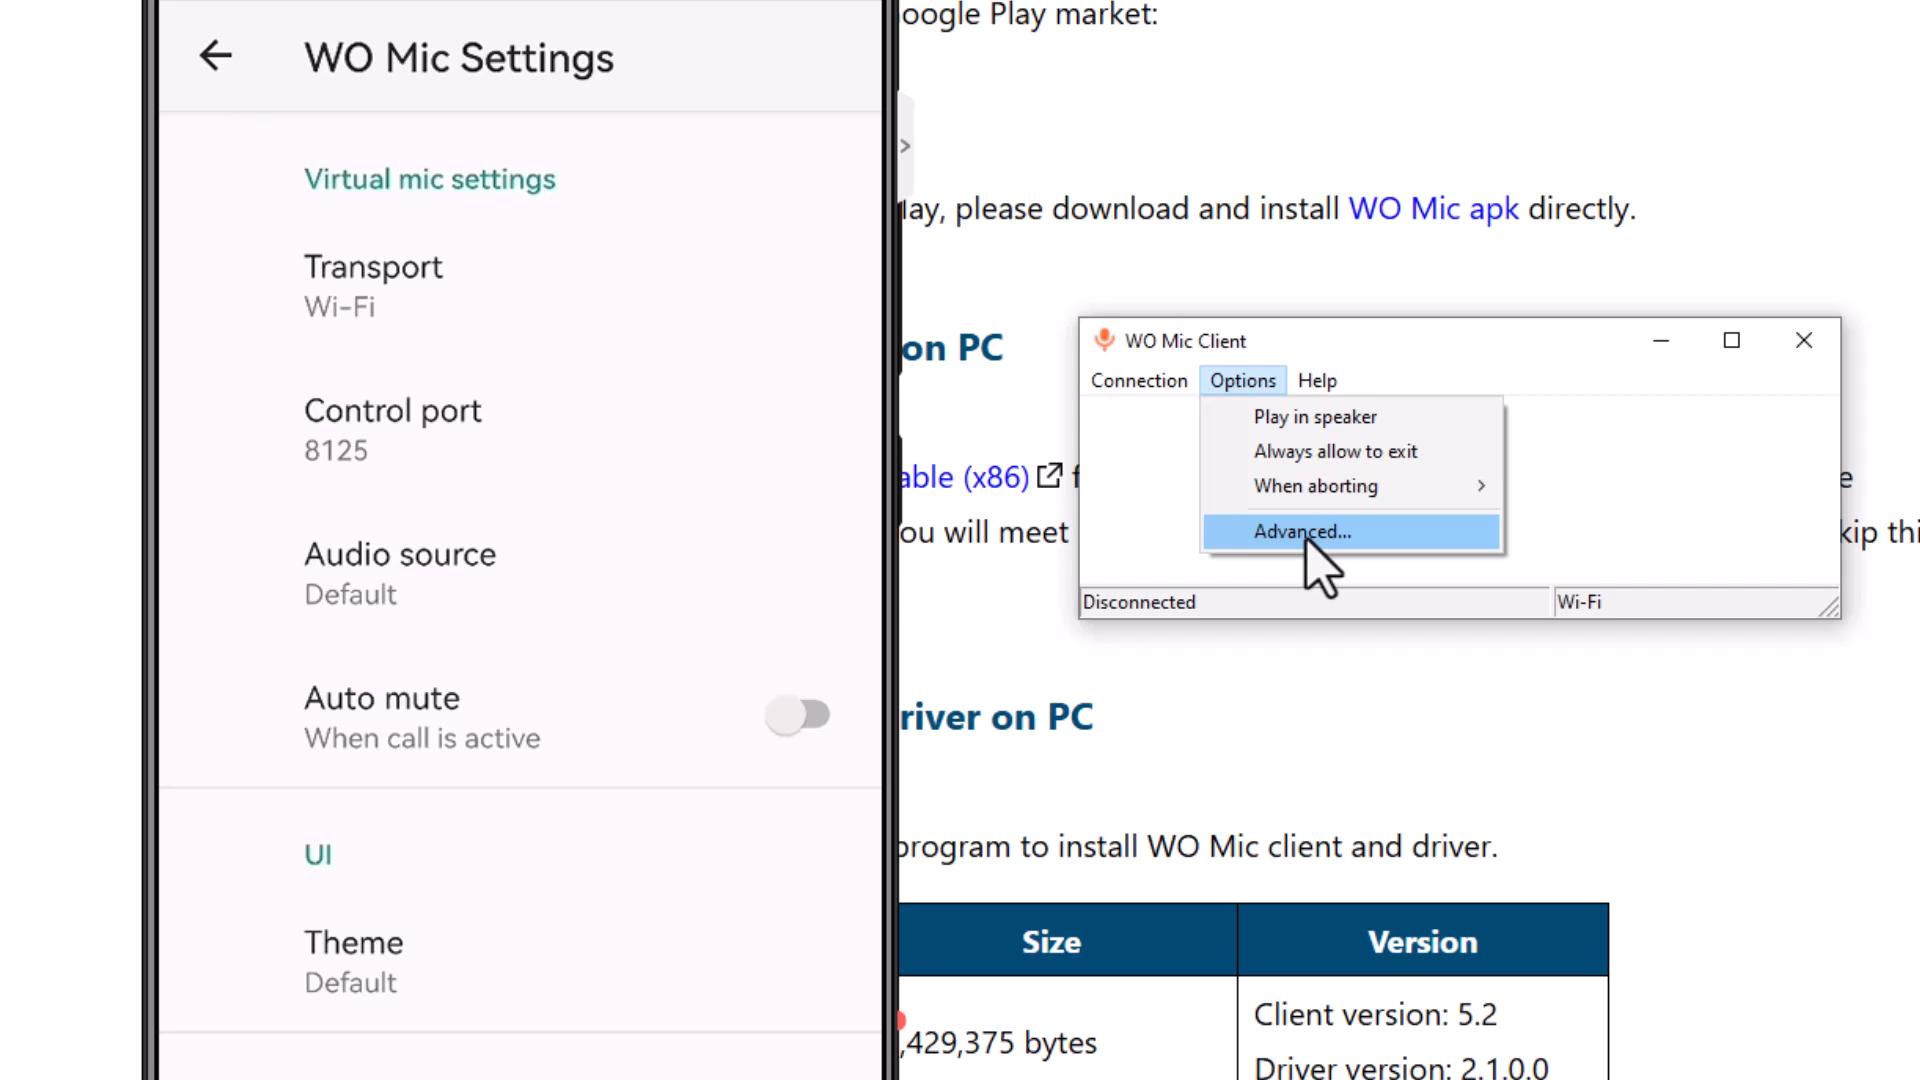 WO Mic Settings
Virtual mic settings
Transport
Wi-Fi
Control port
8125
Audio source
Default
Auto mute
When call is active
UI
Theme
Default
oogle Play market:
lay, please download and install WO Mic apk directly.
on PC
able (x86)
ou will meet
kip thi
river on PC
program to install WO Mic client and driver.
Size
Version
,429,375 bytes
Client version: 5.2
Driver version: 2.1.0.0
WO Mic Client
Connection Options Help
Play in speaker
Always allow to exit
When aborting
Advanced...
Disconnected
Wi-Fi